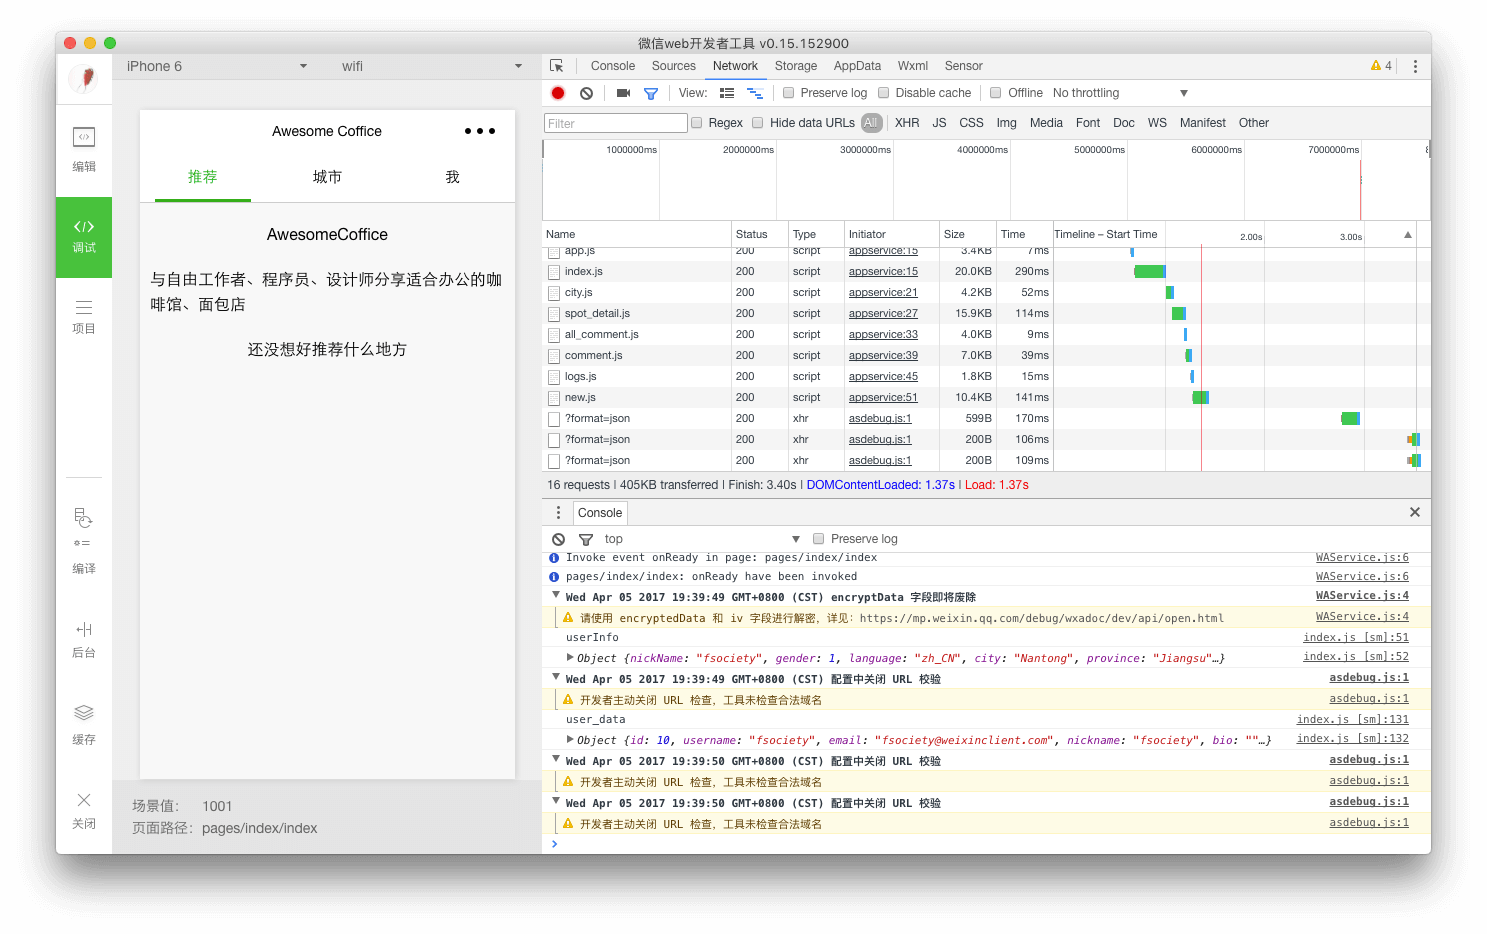 微信web开发者工具 v0.15.152900
iPhone 6
wifi
编辑
调试
项目
编译
后台
缓存
关闭
Awesome Coffice
推荐
城市
我
AwesomeCoffice
与自由工作者、程序员、设计师分享适合办公的咖
啡馆、面包店
还没想好推荐什么地方
场景值： 1001
页面路径： pages/index/index
Console Sources Network Storage AppData Wxml Sensor 4
View: Preserve log Disable cache Offline No throttling
Filter Regex Hide data URLs All XHR JS CSS Img Media Font Doc WS Manifest Other
1000000ms 2000000ms 3000000ms 4000000ms 5000000ms 6000000ms 7000000ms
Name Status Type Initiator Size Time Timeline – Start Time 2.00s 3.00s
app.js 200 script appservice:15 3.4KB 7ms
index.js 200 script appservice:15 20.0KB 290ms
city.js 200 script appservice:21 4.2KB 52ms
spot_detail.js 200 script appservice:27 15.9KB 114ms
all_comment.js 200 script appservice:33 4.0KB 9ms
comment.js 200 script appservice:39 7.0KB 39ms
logs.js 200 script appservice:45 1.8KB 15ms
new.js 200 script appservice:51 10.4KB 141ms
?format=json 200 xhr asdebug.js:1 599B 170ms
?format=json 200 xhr asdebug.js:1 200B 106ms
?format=json 200 xhr asdebug.js:1 200B 109ms
16 requests | 405KB transferred | Finish: 3.40s | DOMContentLoaded: 1.37s | Load: 1.37s
Console
top Preserve log
Invoke event onReady in page: pages/index/index WAService.js:6
pages/index/index: onReady have been invoked WAService.js:6
Wed Apr 05 2017 19:39:49 GMT+0800 (CST) encryptData 字段即将废除 WAService.js:4
请使用 encryptedData 和 iv 字段进行解密，详见：https://mp.weixin.qq.com/debug/wxadoc/dev/api/open.html WAService.js:4
userInfo index.js [sm]:51
Object {nickName: "fsociety", gender: 1, language: "zh_CN", city: "Nantong", province: "Jiangsu"…} index.js [sm]:52
Wed Apr 05 2017 19:39:49 GMT+0800 (CST) 配置中关闭 URL 校验 asdebug.js:1
开发者主动关闭 URL 检查，工具未检查合法域名 asdebug.js:1
user_data index.js [sm]:131
Object {id: 10, username: "fsociety", email: "fsociety@weixinclient.com", nickname: "fsociety", bio: ""…} index.js [sm]:132
Wed Apr 05 2017 19:39:50 GMT+0800 (CST) 配置中关闭 URL 校验 asdebug.js:1
开发者主动关闭 URL 检查，工具未检查合法域名 asdebug.js:1
Wed Apr 05 2017 19:39:50 GMT+0800 (CST) 配置中关闭 URL 校验 asdebug.js:1
开发者主动关闭 URL 检查，工具未检查合法域名 asdebug.js:1